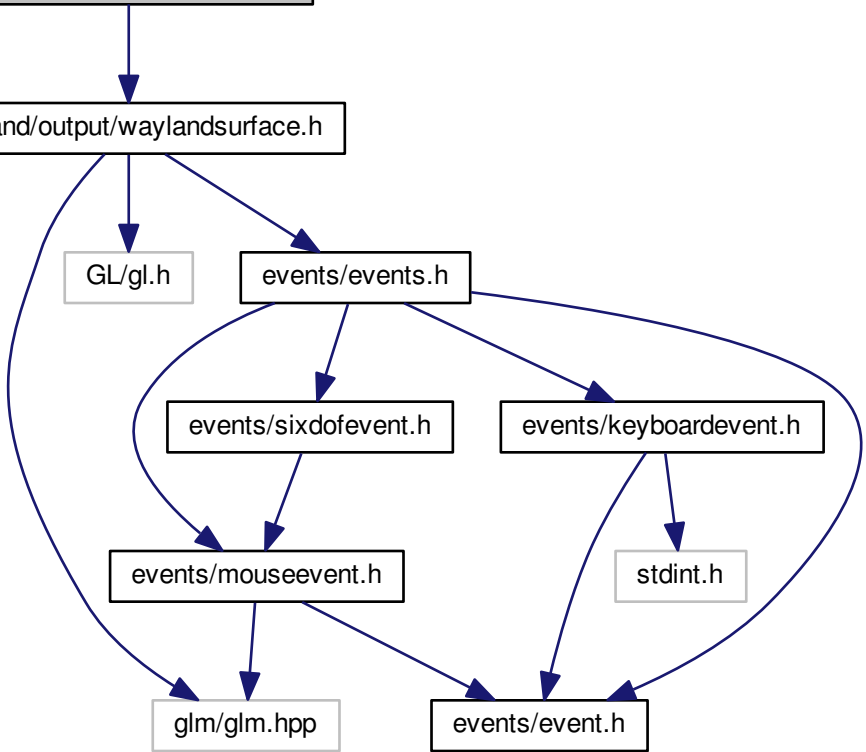 and/output/waylandsurface.h
GL/gl.h
events/events.h
events/sixdofevent.h
events/keyboardevent.h
events/mouseevent.h
stdint.h
glm/glm.hpp
events/event.h